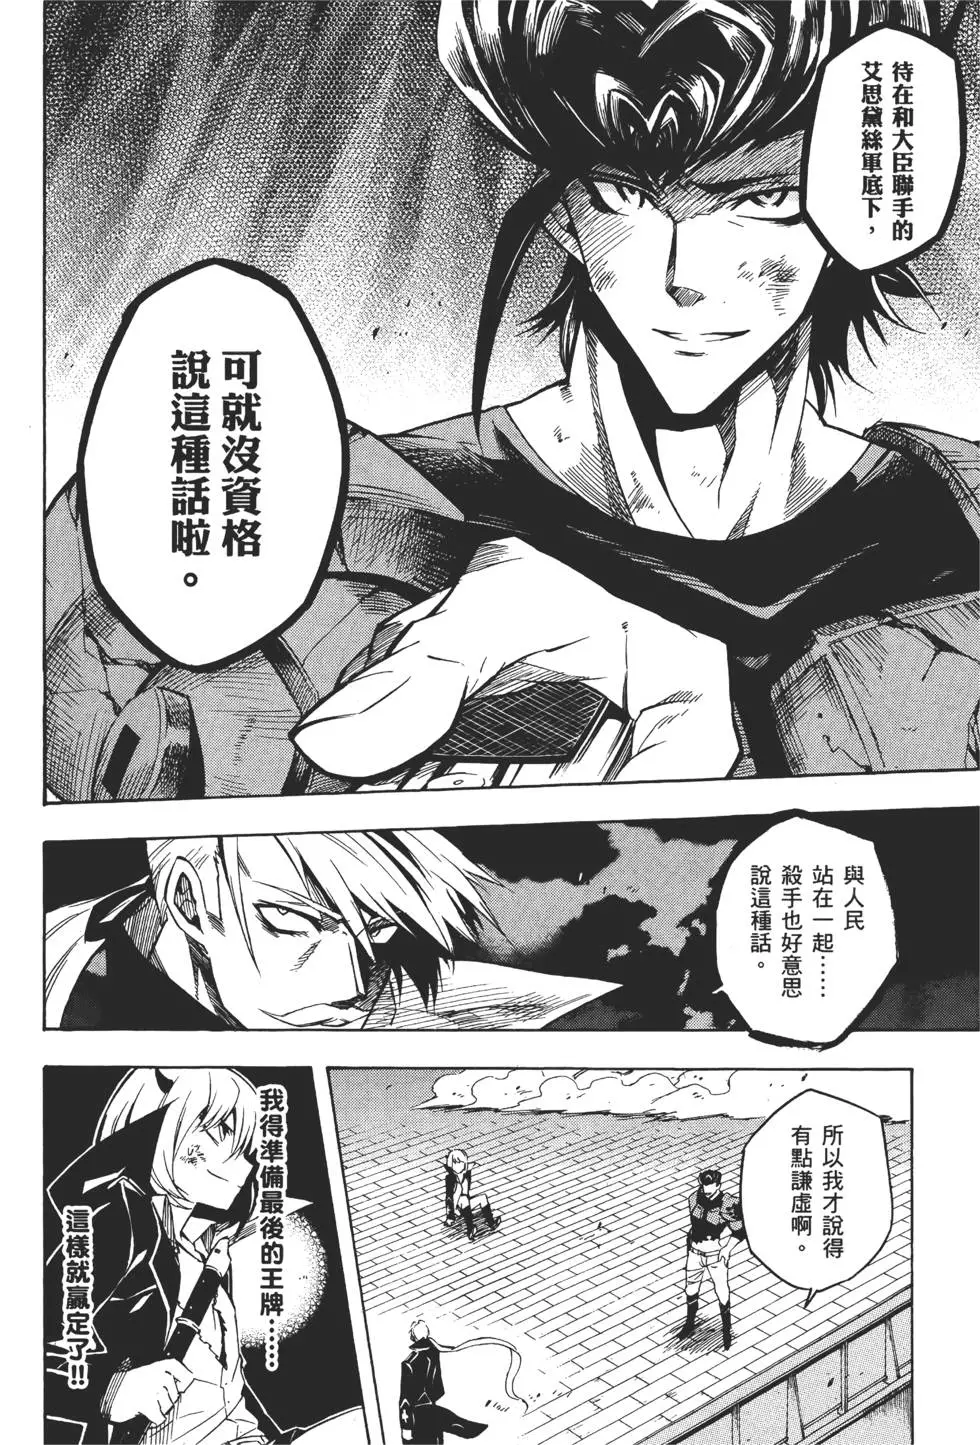 待在和大臣聯手的
艾思黛絲軍底下，
可就沒資格
說這種話啦。
與人民
站在一起……
殺手也好意思
說這種話。
所以我才說得
有點謙虛啊。
我得準備最後的王牌……
這樣就贏定了!!